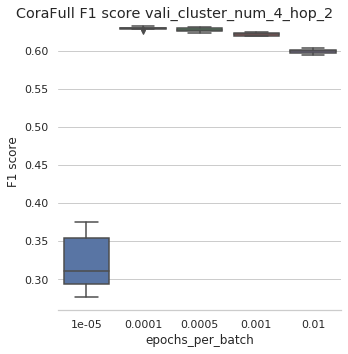 CoraFull F1 score vali_cluster_num_4_hop_2
0.60
0.55
0.50
0.45
0.40
0.35
0.30
F1 score
1e-05 0.0001 0.0005 0.001 0.01
epochs_per_batch